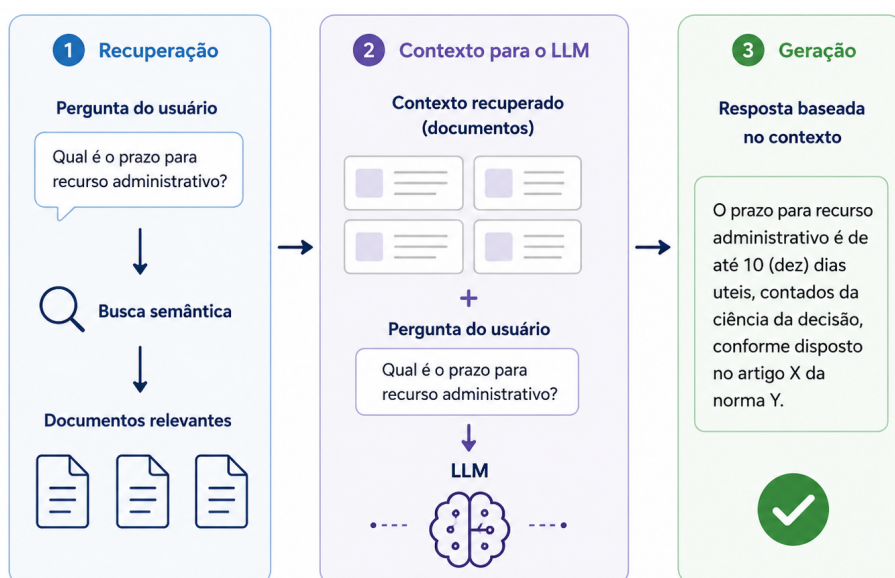 1 Recuperação
Pergunta do usuário
Qual é o prazo para
recurso administrativo?
Busca semântica
Documentos relevantes
2 Contexto para o LLM
Contexto recuperado
(documentos)
+
Pergunta do usuário
Qual é o prazo para
recurso administrativo?
LLM
3 Geração
Resposta baseada
no contexto
O prazo para recurso
administrativo é de
até 10 (dez) dias
uteis, contados da
ciência da decisão,
conforme disposto
no artigo X da
norma Y.